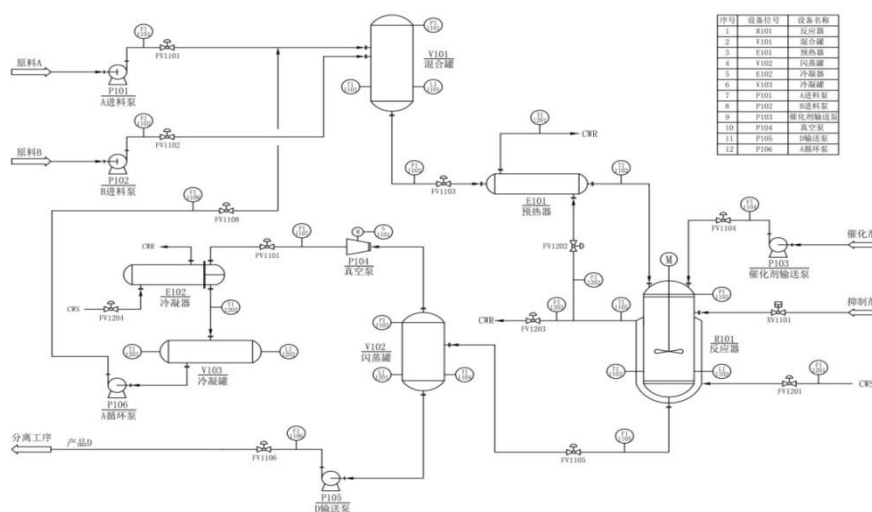 序号 设备位号 设备名称
1 R101 反应器
2 V101 混合罐
3 E101 预热器
4 V102 闪蒸罐
5 E102 冷凝器
6 V103 冷凝罐
7 P101 A进料泵
8 P102 B进料泵
9 P103 催化剂输送泵
10 P104 真空泵
11 P105 D输送泵
12 P106 A循环泵
原料A
FI 1101
FV1101
P101
A进料泵
V101
混合罐
原料B
FV1102
P102
B进料泵
CWR
FV1103
E101
预热器
FV1108
FV1104
催化剂
P103
催化剂输送泵
FV1202
CWR
PV1101
M
S
P104
真空泵
M
E102
冷凝器
CWS
FV1204
CWR
FV1203
抑制剂
XV1101
R101
反应器
V102
闪蒸罐
V103
冷凝罐
P106
A循环泵
FV1201
CWS
分离工序
产品D
FV1106
FV1105
P105
D输送泵